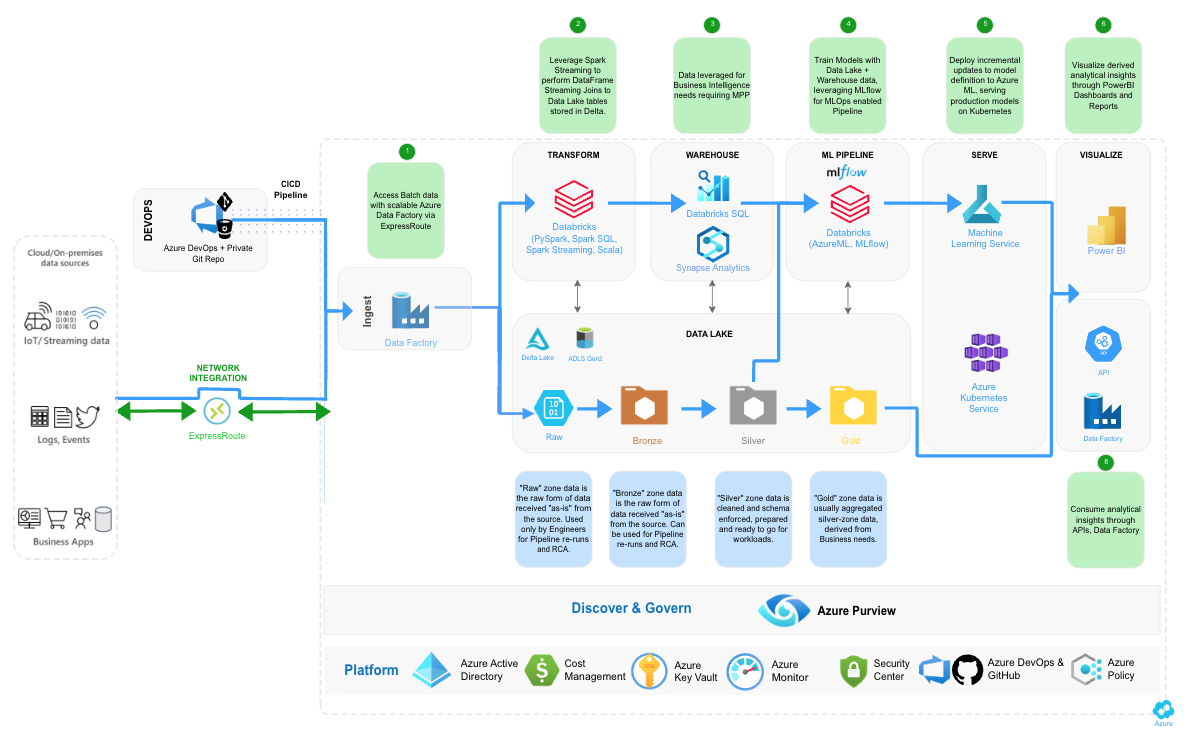 2
3
4
5
6
Leverage Spark
Streaming to
perform DataFrame
Streaming Joins to
Data Lake tables
stored in Delta.
Data leveraged for
Business Intelligence
needs requiring MPP
Train Models with
Data Lake +
Warehouse data,
leveraging MLflow
for MLOps enabled
Pipeline
Deploy incremental
updates to model
definition to Azure
ML, serving
production models
on Kubernetes
Visualize derived
analytical insights
through PowerBI
Dashboards and
Reports
1
Access Batch data
with scalable Azure
Data Factory via
ExpressRoute
CICD
Pipeline
DEVOPS
Azure DevOps + Private
Git Repo
Cloud/On-premises
data sources
IoT/ Streaming data
Logs, Events
Business Apps
NETWORK
INTEGRATION
ExpressRoute
Ingest
Data Factory
TRANSFORM
Databricks
(PySpark, Spark SQL,
Spark Streaming, Scala)
WAREHOUSE
Databricks SQL
Synapse Analytics
ML PIPELINE
mlflow
Databricks
(AzureML, MLflow)
SERVE
Machine
Learning Service
Azure
Kubernetes
Service
VISUALIZE
Power BI
API
Data Factory
DATA LAKE
Delta Lake
ADLS Gen2
10
01
Raw
Bronze
Silver
Gold
"Raw" zone data is
the raw form of data
received "as-is" from
the source. Used
only by Engineers
for Pipeline re-runs
and RCA.
"Bronze" zone data
is the raw form of
data received "as-is"
from the source. Can
be used for Pipeline
re-runs and RCA.
"Silver" zone data is
cleaned and schema
enforced, prepared
and ready to go for
workloads.
"Gold" zone data is
usually aggregated
silver-zone data,
derived from
Business needs.
8
Consume analytical
insights through
APIs, Data Factory
Discover & Govern
Azure Purview
Platform
Azure Active
Directory
Cost
Management
Azure
Key Vault
Azure
Monitor
Security
Center
Azure DevOps &
GitHub
Azure
Policy
Azure